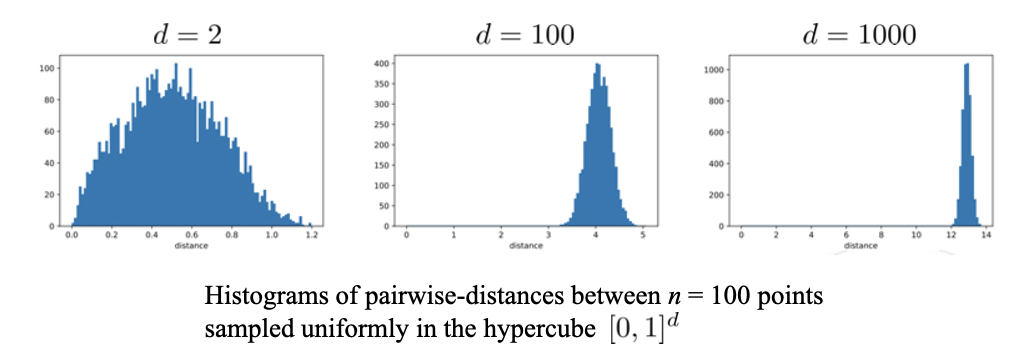 d = 2
100
80
60
40
20
0
0.0 0.2 0.4 0.6 0.8 1.0 1.2
distance
d = 100
400
350
300
250
200
150
100
50
0
0 1 2 3 4 5
distance
d = 1000
1000
800
600
400
200
0
0 2 4 6 8 10 12 14
distance
Histograms of pairwise-distances between n = 100 points
sampled uniformly in the hypercube [0, 1]^d